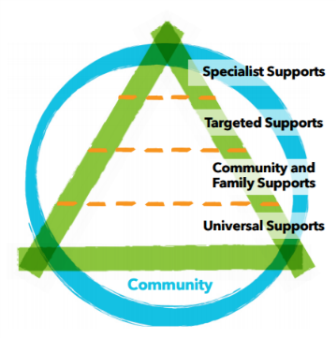 Specialist Supports
Targeted Supports
Community and
Family Supports
Universal Supports
Community